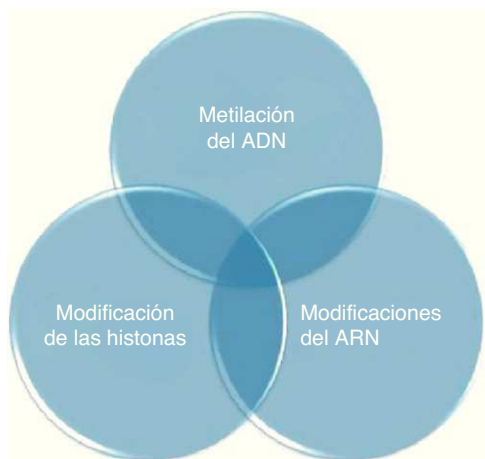 Metilación
del ADN
Modificación
de las histonas
Modificaciones
del ARN